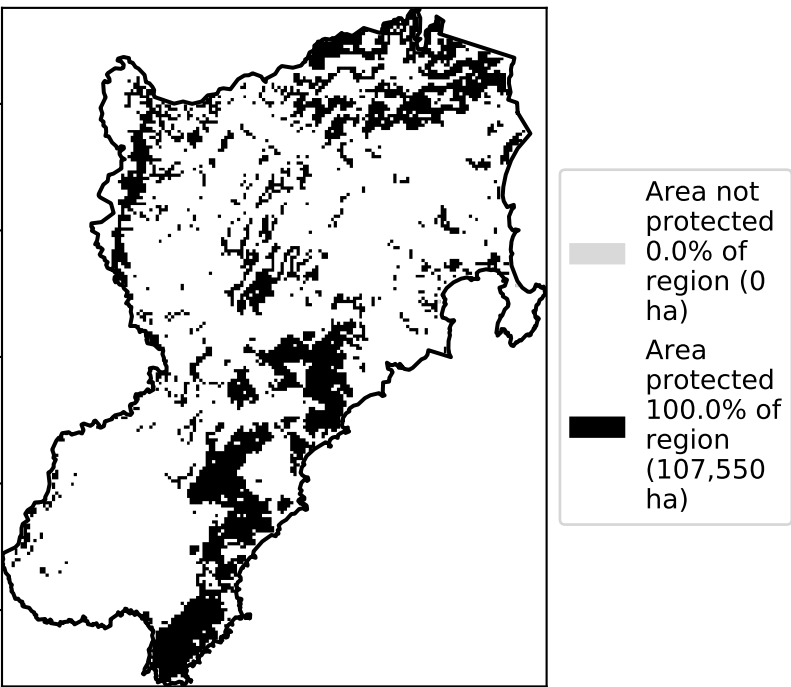 Area not
protected
0.0% of
region (0
ha)
Area
protected
100.0% of
region
(107,550
ha)